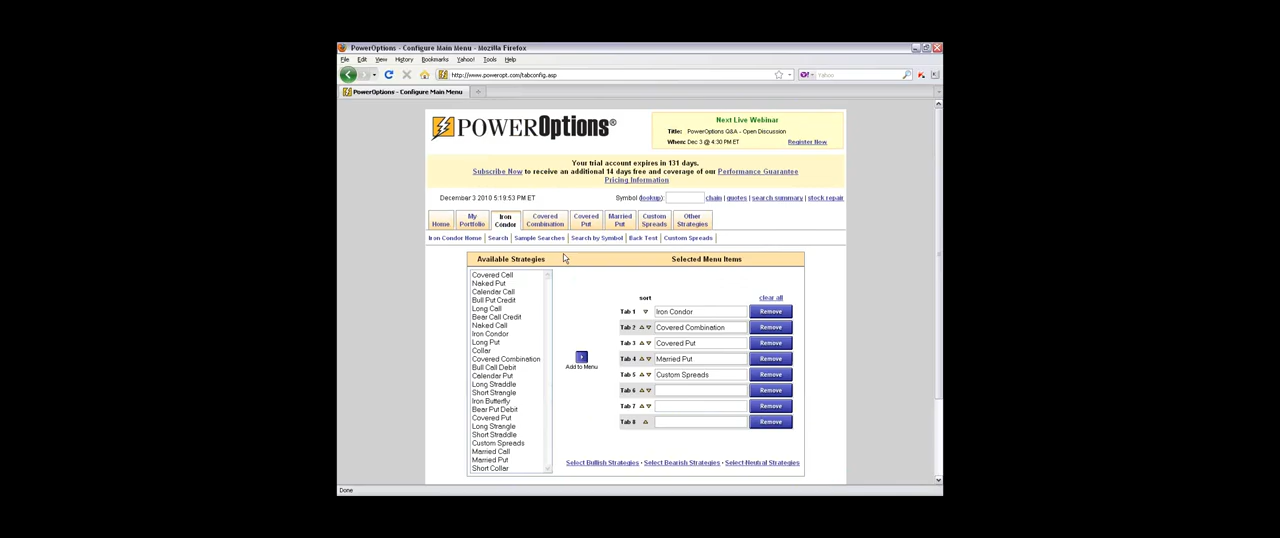 PowerOptions - Configure Main Menu - Mozilla Firefox
File Edit View History Bookmarks Yahoo! Tools Help
http://www.poweropt.com/tabconfig.asp
Yahoo
PowerOptions - Configure Main Menu
POWEROptions®
Next Live Webinar
Title: PowerOptions Q&A - Open Discussion
When: Dec 3 @ 4:30 PM ET Register Now
Your trial account expires in 131 days.
Subscribe Now to receive an additional 14 days free and coverage of our Performance Guarantee
Pricing Information
December 3 2010 5:19:53 PM ET Symbol (lookup): chain | quotes | search summary | stock repair
Home My Portfolio Iron Condor Covered Combination Covered Put Married Put Custom Spreads Other Strategies
Iron Condor Home | Search | Sample Searches | Search by Symbol | Back Test | Custom Spreads
Available Strategies Selected Menu Items
Covered Call
Naked Put
Calendar Call
Bull Put Credit
Long Call
Bear Call Credit
Naked Call
Iron Condor
Long Put
Collar
Covered Combination
Bull Call Debit
Calendar Put
Long Straddle
Short Strangle
Iron Butterfly
Bear Put Debit
Covered Put
Long Strangle
Short Straddle
Custom Spreads
Married Call
Married Put
Short Collar
Add to Menu
sort clear all
Tab 1 Iron Condor Remove
Tab 2 Covered Combination Remove
Tab 3 Covered Put Remove
Tab 4 Married Put Remove
Tab 5 Custom Spreads Remove
Tab 6 Remove
Tab 7 Remove
Tab 8 Remove
Select Bullish Strategies - Select Bearish Strategies - Select Neutral Strategies
Done